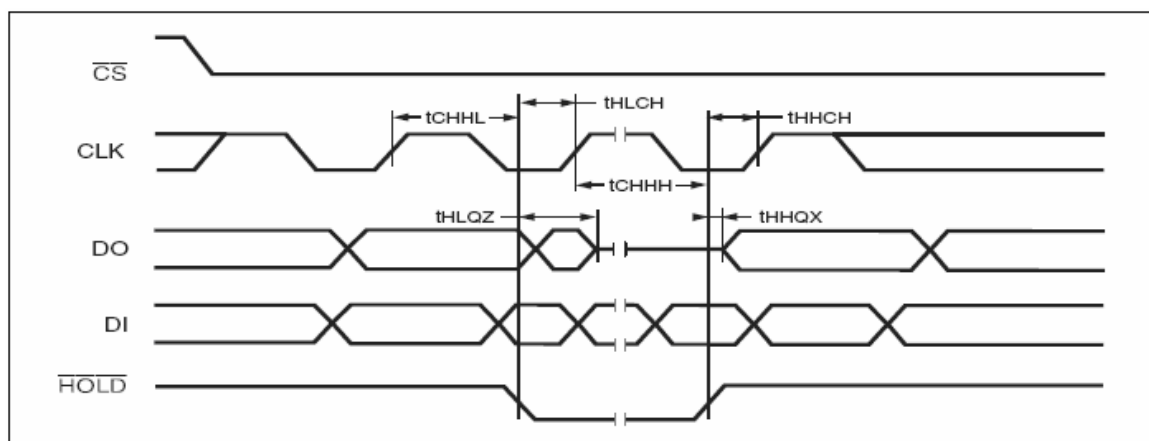 CS
tHLCH
tCHHL
tHHCH
CLK
tCHHH
tHLQZ
tHHQX
DO
DI
HOLD